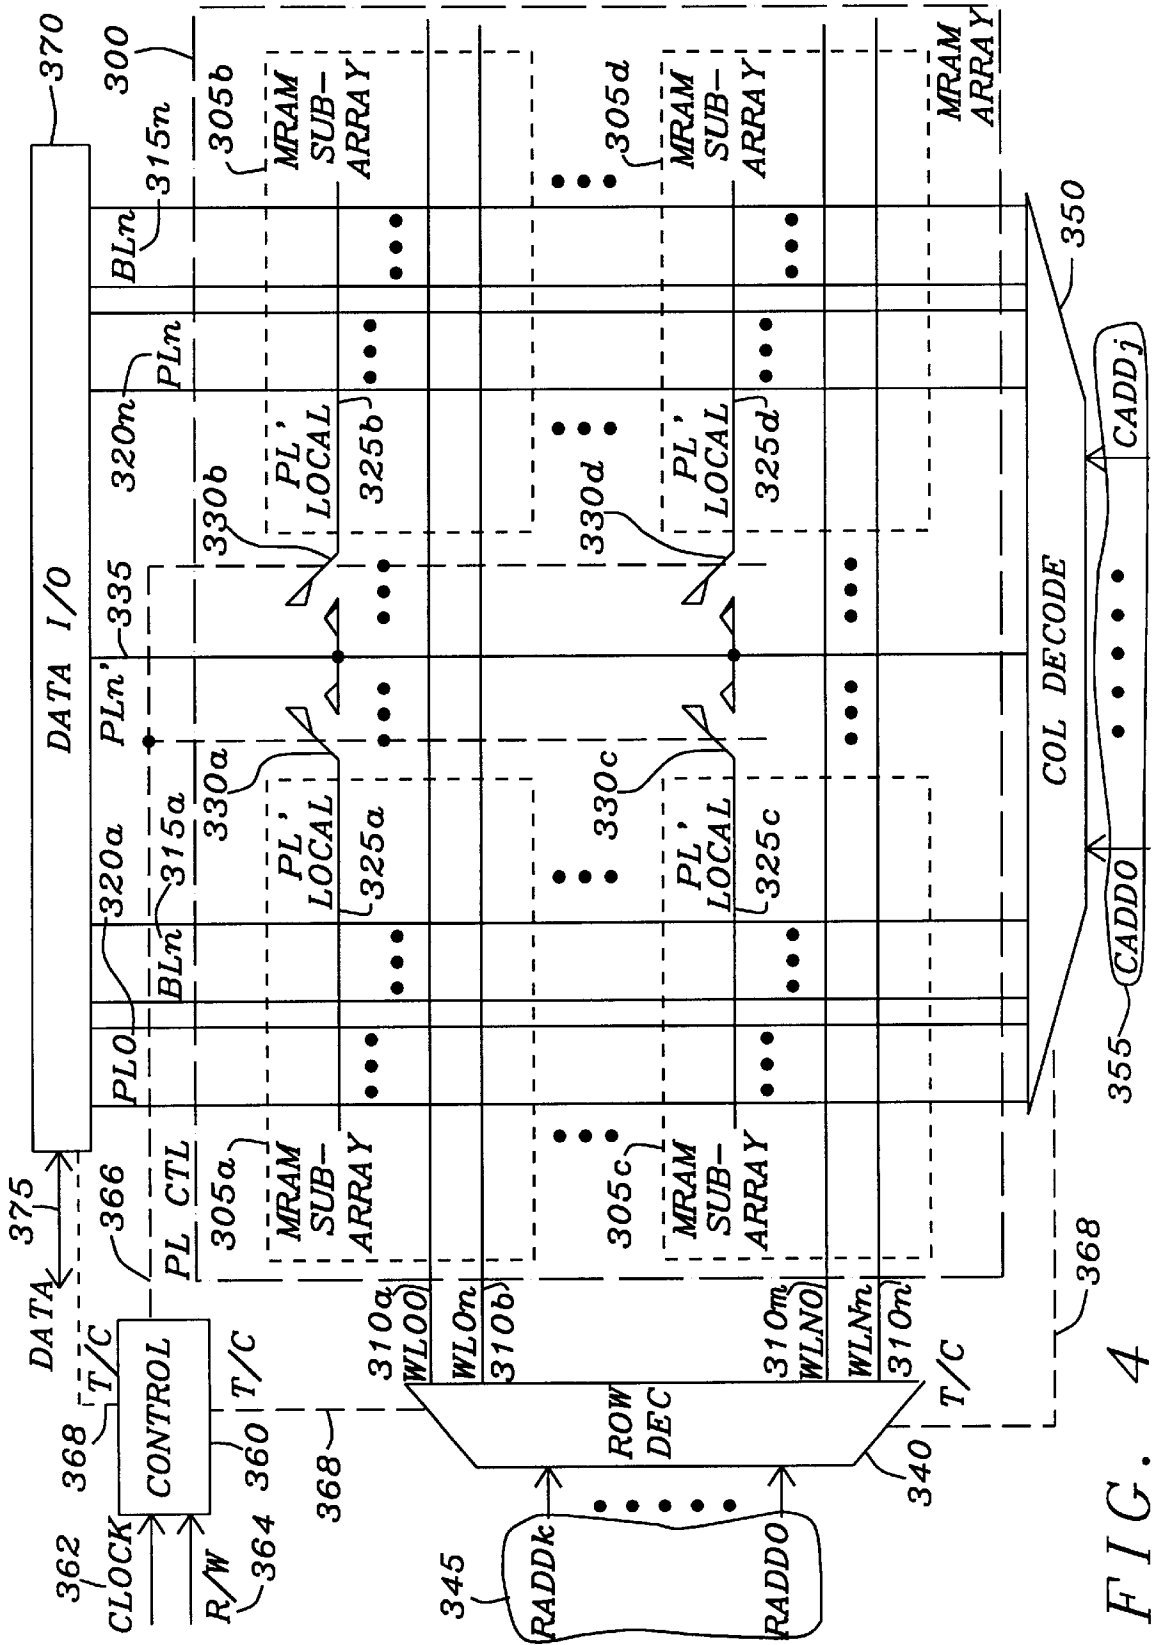 DATA I/O
370
300
DATA
375
366
320a
315a
335
320n
315n
PL0
BLn
PLn'
PLn
BLn
362
CLOCK
368
T/C
CONTROL
R/W
364
360
T/C
PL CTL
305a
MRAM
SUB-
ARRAY
PL'
LOCAL
325a
330a
330b
PL'
LOCAL
325b
305b
MRAM
SUB-
ARRAY
368
310a
WL00
WL0n
310b
345
RADDk
RADD0
ROW
DEC
340
305c
MRAM
SUB-
ARRAY
PL'
LOCAL
325c
330c
330d
PL'
LOCAL
325d
305d
MRAM
SUB-
ARRAY
310m
WLN0
WLNn
310n
T/C
MRAM
ARRAY
368
COL DECODE
350
355
CADD0
CADDj
FIG. 4